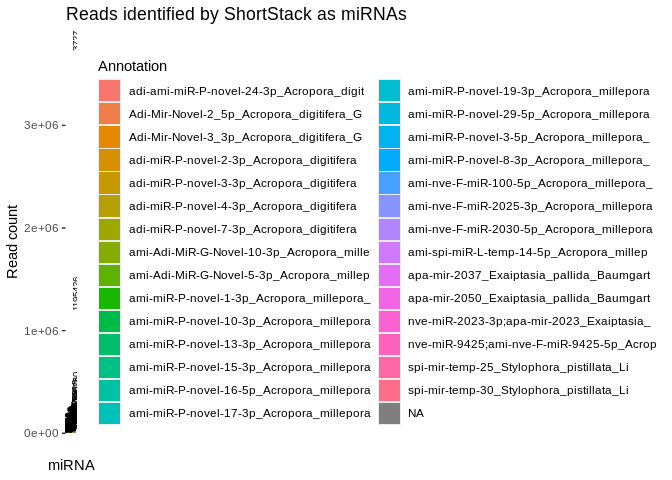 Reads identified by ShortStack as miRNAs
Annotation
adi-ami-miR-P-novel-24-3p_Acropora_digit
Adi-Mir-Novel-2_5p_Acropora_digitifera_G
Adi-Mir-Novel-3_3p_Acropora_digitifera_G
adi-miR-P-novel-2-3p_Acropora_digitifera
adi-miR-P-novel-3-3p_Acropora_digitifera
adi-miR-P-novel-4-3p_Acropora_digitifera
adi-miR-P-novel-7-3p_Acropora_digitifera
ami-Adi-MiR-G-Novel-10-3p_Acropora_mille
ami-Adi-MiR-G-Novel-5-3p_Acropora_millep
ami-miR-P-novel-1-3p_Acropora_millepora_
ami-miR-P-novel-10-3p_Acropora_millepora
ami-miR-P-novel-13-3p_Acropora_millepora
ami-miR-P-novel-15-3p_Acropora_millepora
ami-miR-P-novel-16-5p_Acropora_millepora
ami-miR-P-novel-17-3p_Acropora_millepora
ami-miR-P-novel-19-3p_Acropora_millepora
ami-miR-P-novel-29-5p_Acropora_millepora
ami-miR-P-novel-3-5p_Acropora_millepora_
ami-miR-P-novel-8-3p_Acropora_millepora_
ami-nve-F-miR-100-5p_Acropora_millepora_
ami-nve-F-miR-2025-3p_Acropora_millepora
ami-nve-F-miR-2030-5p_Acropora_millepora
ami-spi-miR-L-temp-14-5p_Acropora_millep
apa-mir-2037_Exaiptasia_pallida_Baumgart
apa-mir-2050_Exaiptasia_pallida_Baumgart
nve-miR-2023-3p;apa-mir-2023_Exaiptasia_
nve-miR-9425;ami-nve-F-miR-9425-5p_Acrop
spi-mir-temp-25_Stylophora_pistillata_Li
spi-mir-temp-30_Stylophora_pistillata_Li
NA
Read count
3e+06
2e+06
1e+06
0e+00
miRNA